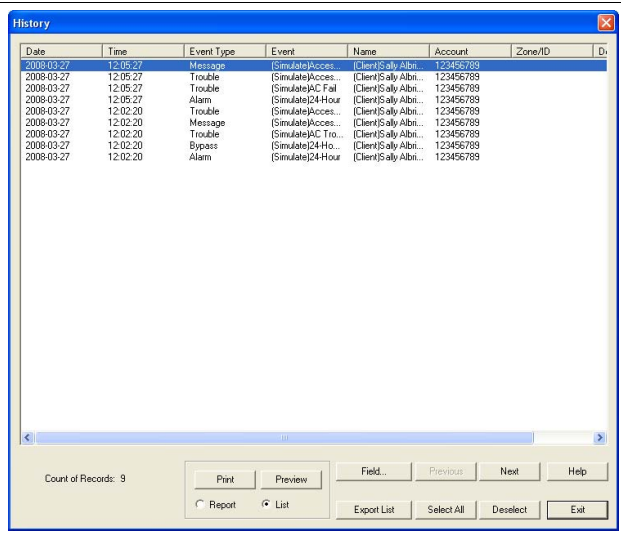 History
Date Time Event Type Event Name Account Zone/ID
2008-03-27 12:05:27 Message (Simulate)Acces... (Client)Sally Albri... 123456789
2008-03-27 12:05:27 Trouble (Simulate)Acces... (Client)Sally Albri... 123456789
2008-03-27 12:05:27 Trouble (Simulate)AC Fail (Client)Sally Albri... 123456789
2008-03-27 12:05:27 Alarm (Simulate)24-Hour (Client)Sally Albri... 123456789
2008-03-27 12:02:20 Trouble (Simulate)Acces... (Client)Sally Albri... 123456789
2008-03-27 12:02:20 Message (Simulate)Acces... (Client)Sally Albri... 123456789
2008-03-27 12:02:20 Trouble (Simulate)AC Tro... (Client)Sally Albri... 123456789
2008-03-27 12:02:20 Bypass (Simulate)24-Ho... (Client)Sally Albri... 123456789
2008-03-27 12:02:20 Alarm (Simulate)24-Hour (Client)Sally Albri... 123456789
Count of Records: 9
Print Preview
Report List
Field... Previous Next Help
Export List Select All Deselect Exit